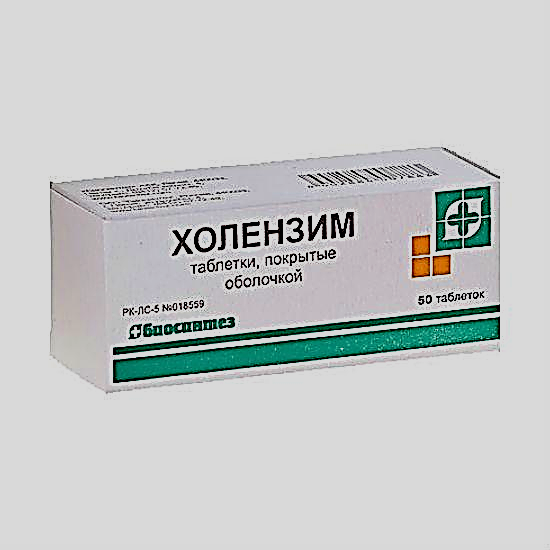 ХОЛЕНЗИМ
таблетки, покрытые
оболочкой
РК-ЛС-5 №018559
Биосинтез
50 таблеток